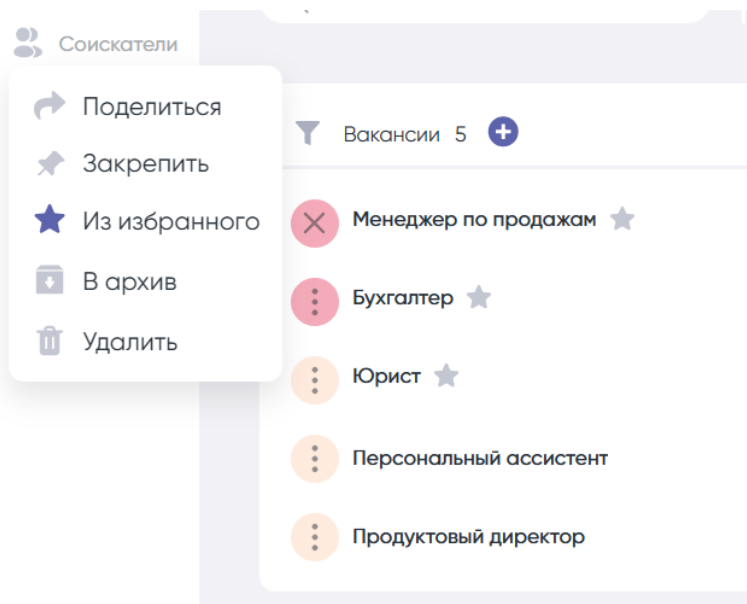 Соискатели
Поделиться
Закрепить
Из избранного
В архив
Удалить
Вакансии 5
Менеджер по продажам
Бухгалтер
Юрист
Персональный ассистент
Продуктовый директор